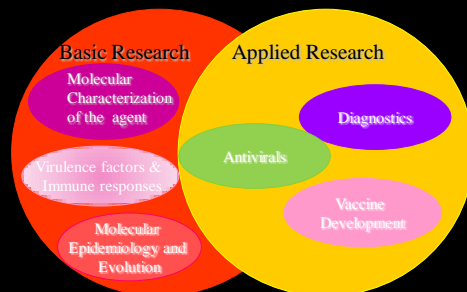 Basic Research
Applied Research
Molecular
Characterization
of the agent
Diagnostics
Antivirals
Virulence factors &
Immune responses
Vaccine
Development
Molecular
Epidemiology and
Evolution